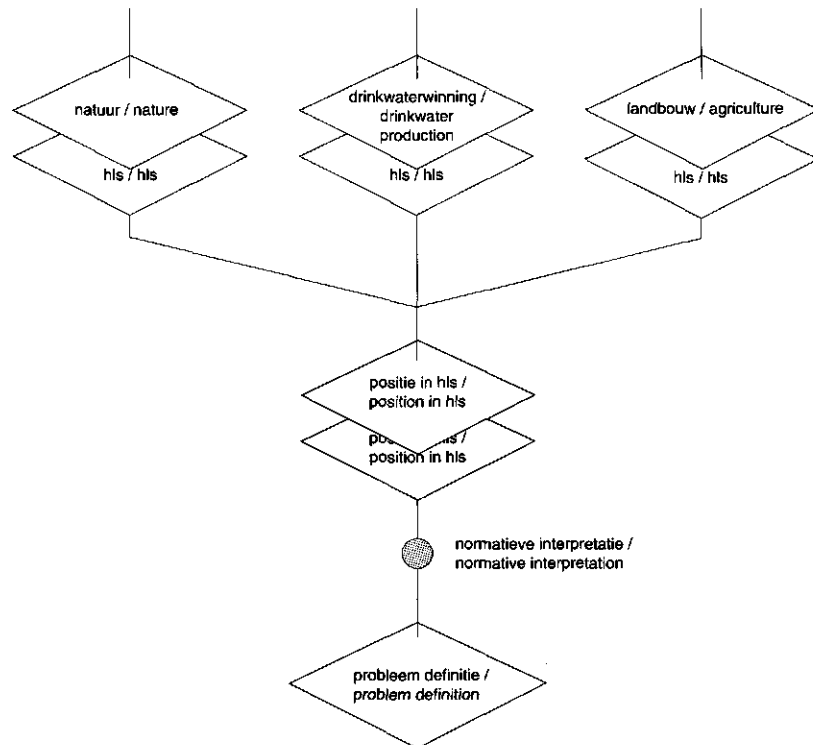 natuur / nature
hls / hls
drinkwaterwinning /
drinkwater
production
hls / hls
landbouw / agriculture
hls / hls
positie in hls /
position in hls
hls /
position in hls
normatieve interpretatie /
normative interpretation
probleem definitie /
problem definition